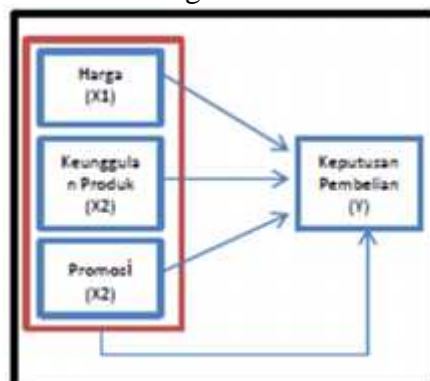 Harga
(X1)
Keunggula
n Produk
(X2)
Promosi
(X2)
Keputusan
Pembelian
(Y)